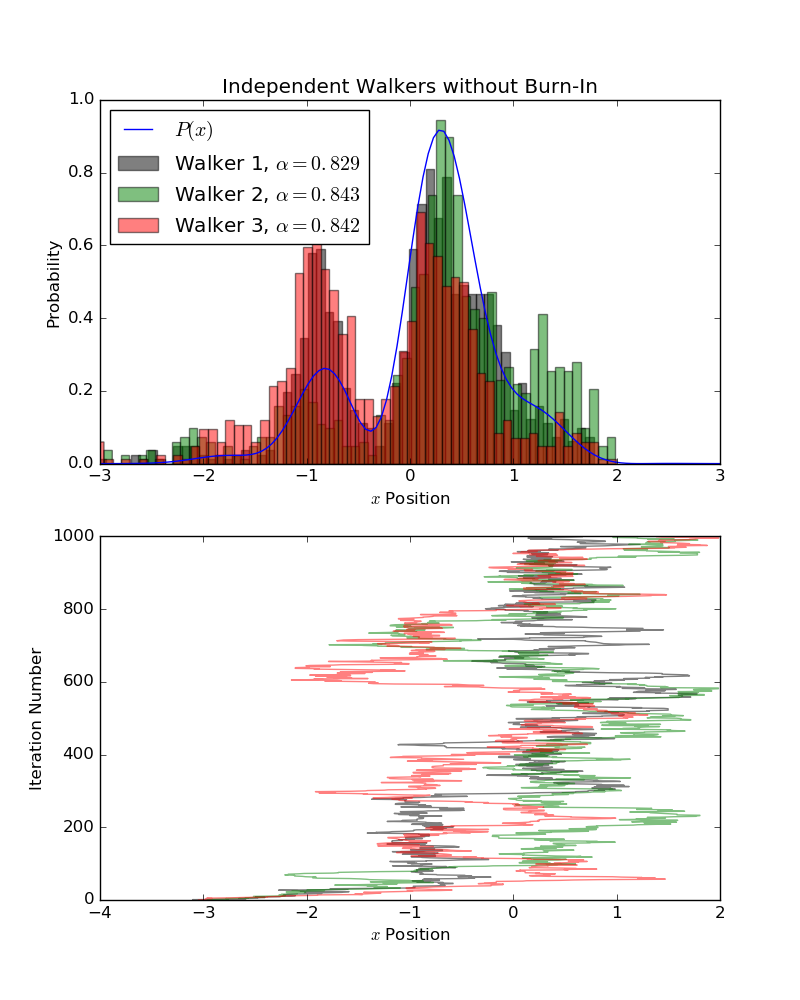 Independent Walkers without Burn-In
1.0
0.8
0.6
0.4
0.2
0.0
Probability
P(x)
Walker 1, α = 0.829
Walker 2, α = 0.843
Walker 3, α = 0.842
−3 −2 −1 0 1 2 3
x Position
1000
800
600
400
200
0
Iteration Number
−4 −3 −2 −1 0 1 2
x Position